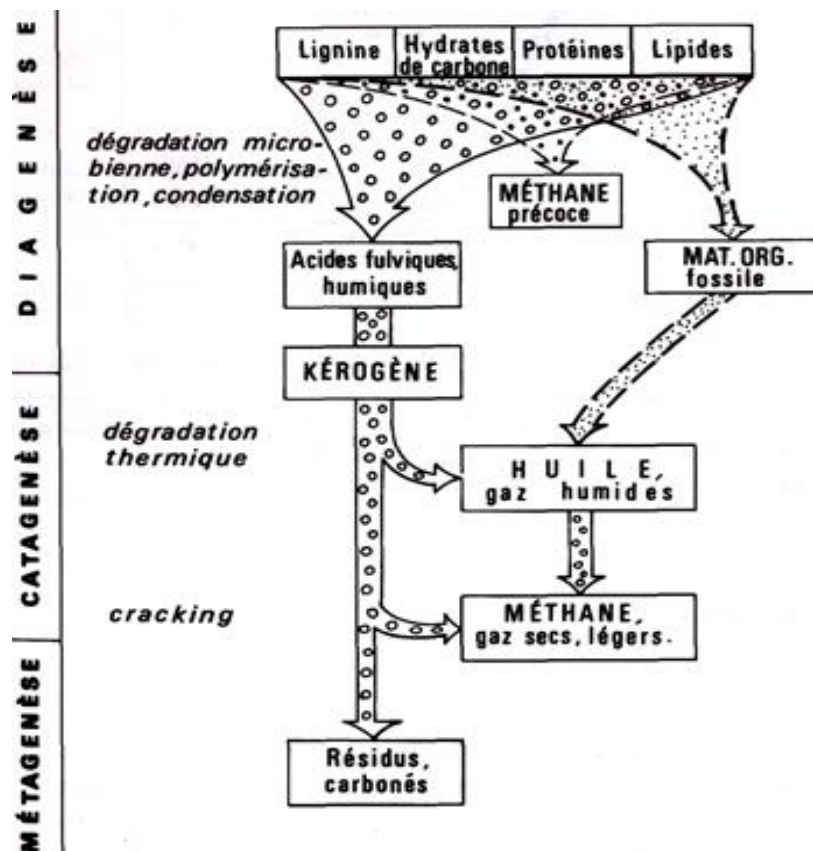 DIAGENÈSE
Lignine
Hydrates
de carbone
Protéines
Lipides
dégradation micro-
bienne, polymérisa-
tion, condensation
MÉTHANE
précoce
Acides fulviques,
humiques
MAT. ORG.
fossile
KÉROGÈNE
CATAGENÈSE
dégradation
thermique
HUILE,
gaz humides
cracking
MÉTHANE,
gaz secs, légers.
MÉTAGENÈSE
Résidus,
carbonés